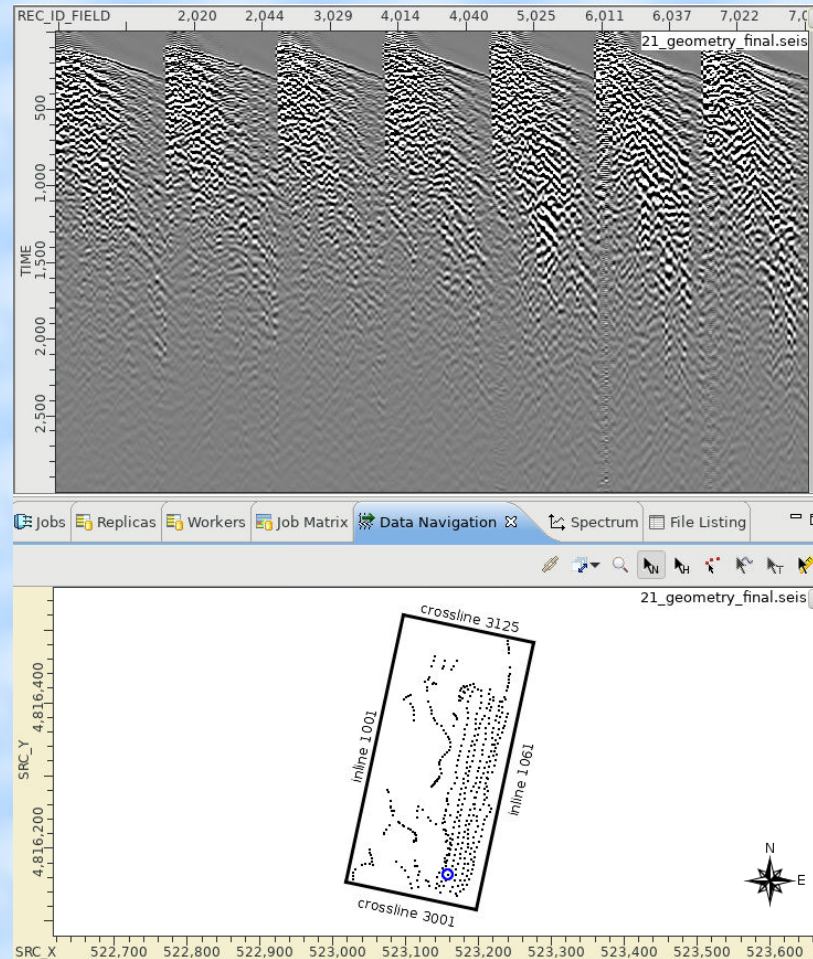 REC_ID_FIELD 2,020 2,044 3,029 4,014 4,040 5,025 6,011 6,037 7,022
21_geometry_final.seis
TIME
500
1,000
1,500
2,000
2,500
Jobs Replicas Workers Job Matrix Data Navigation Spectrum File Listing
21_geometry_final.seis
SRC_Y
4,816,400
4,816,200
crossline 3125
inline 1001
inline 1061
crossline 3001
N
E
SRC_X 522,700 522,800 522,900 523,000 523,100 523,200 523,300 523,400 523,500 523,600